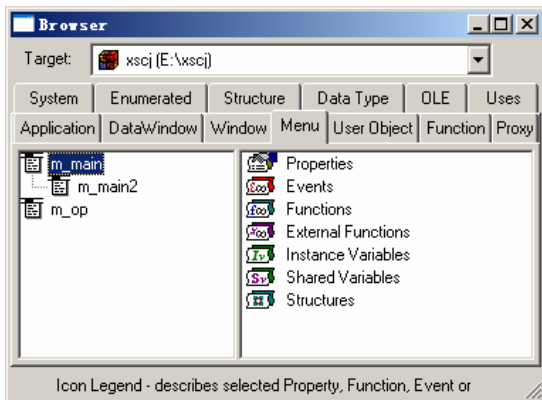 Browser
Target: xscj (E:\xscj)
System Enumerated Structure Data Type OLE Uses
Application DataWindow Window Menu User Object Function Proxy
m_main
m_main2
m_op
Properties
Events
Functions
External Functions
Instance Variables
Shared Variables
Structures
Icon Legend - describes selected Property, Function, Event or